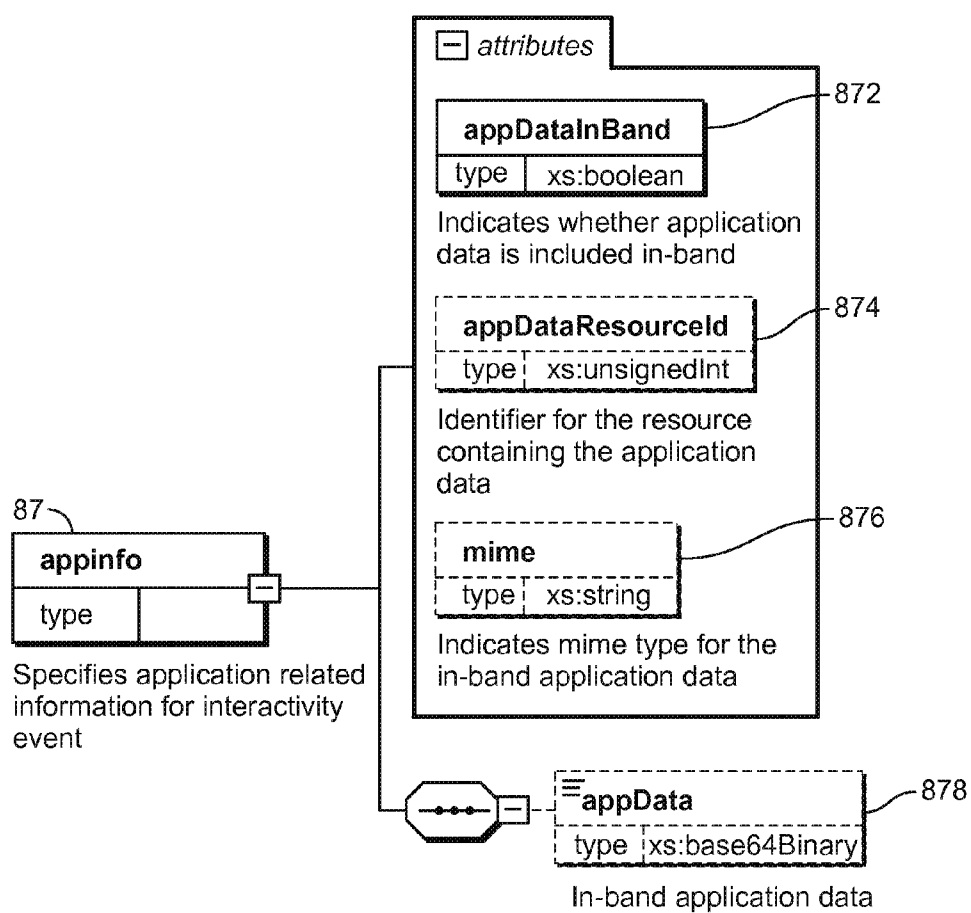 attributes
872
appDataInBand
type xs:boolean
Indicates whether application
data is included in-band
874
appDataResourceId
type xs:unsignedInt
Identifier for the resource
containing the application
data
876
mime
type xs:string
Indicates mime type for the
in-band application data
87
appinfo
type
Specifies application related
information for interactivity
event
878
appData
type xs:base64Binary
In-band application data